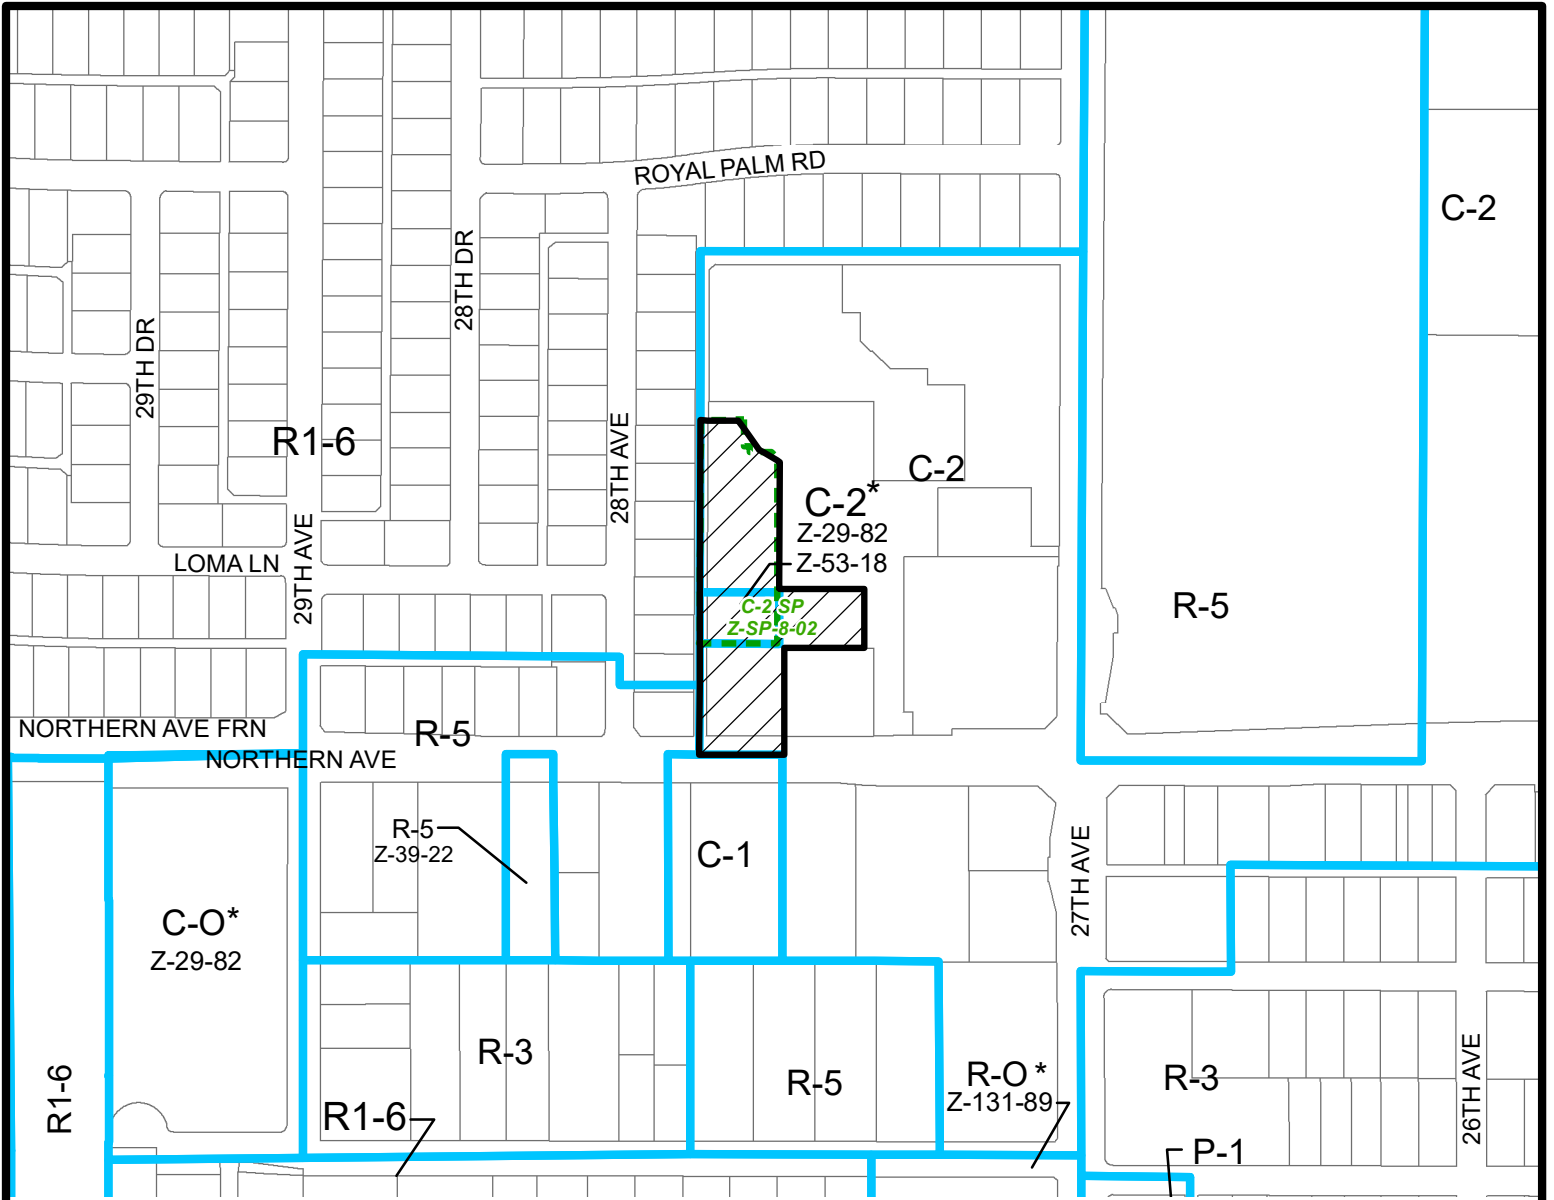 ROYAL PALM RD
C-2
28TH DR
29TH DR
R1-6
28TH AVE
C-2
C-2*
Z-29-82
Z-53-18
29TH AVE
LOMA LN
C-2 SP
Z-SP-8-02
R-5
NORTHERN AVE FRN
R-5
NORTHERN AVE
R-5
Z-39-22
C-1
27TH AVE
C-O*
Z-29-82
R-3
R-5
R-O *
Z-131-89
R-3
26TH AVE
R1-6
R1-6
P-1